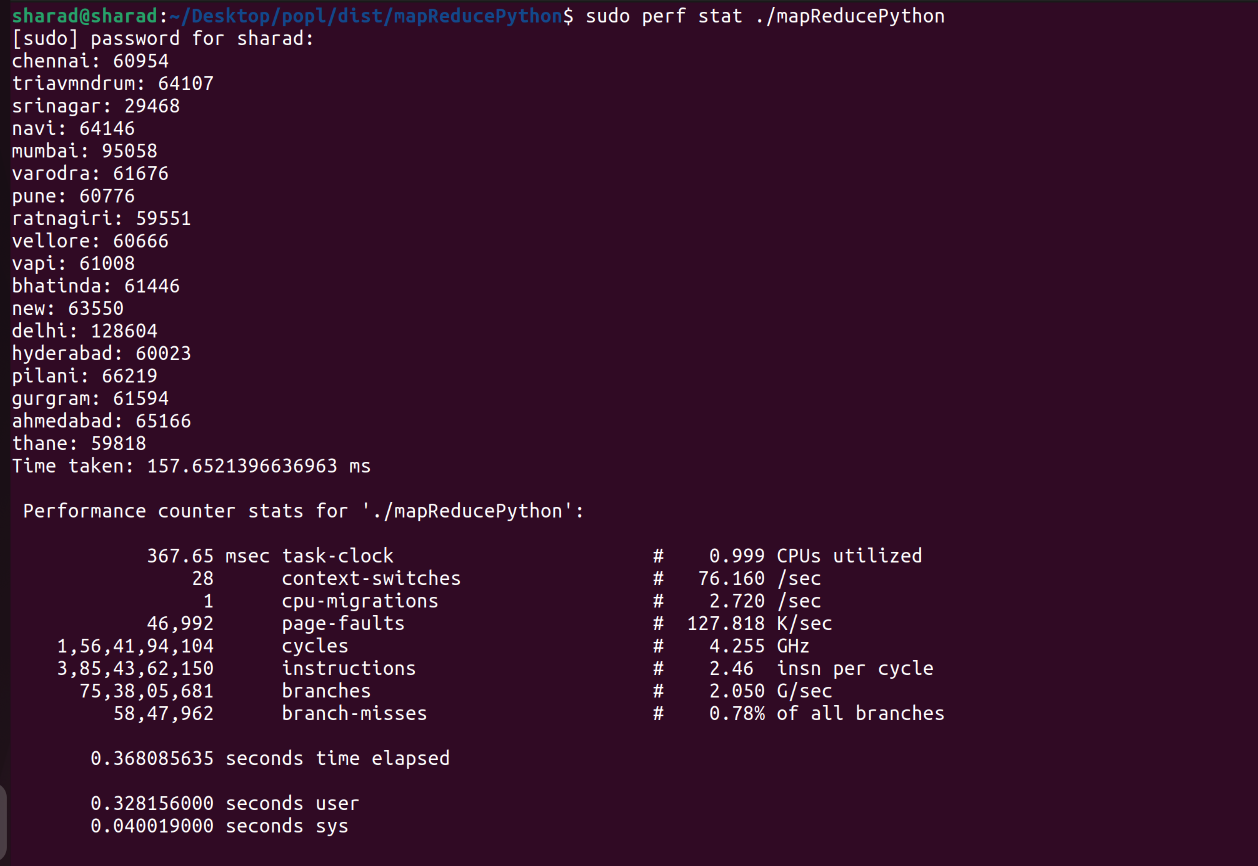 sharad@sharad:~/Desktop/popl/dist/mapReducePython$ sudo perf stat ./mapReducePython
[sudo] password for sharad:
chennai: 60954
triavmndrum: 64107
srinagar: 29468
navi: 64146
mumbai: 95058
varodra: 61676
pune: 60776
ratnagiri: 59551
vellore: 60666
vapi: 61008
bhatinda: 61446
new: 63550
delhi: 128604
hyderabad: 60023
pilani: 66219
gurgram: 61594
ahmedabad: 65166
thane: 59818
Time taken: 157.6521396636963 ms
Performance counter stats for './mapReducePython':
367.65 msec task-clock # 0.999 CPUs utilized
28 context-switches # 76.160 /sec
1 cpu-migrations # 2.720 /sec
46,992 page-faults # 127.818 K/sec
1,56,41,94,104 cycles # 4.255 GHz
3,85,43,62,150 instructions # 2.46 insn per cycle
75,38,05,681 branches # 2.050 G/sec
58,47,962 branch-misses # 0.78% of all branches
0.368085635 seconds time elapsed
0.328156000 seconds user
0.040019000 seconds sys